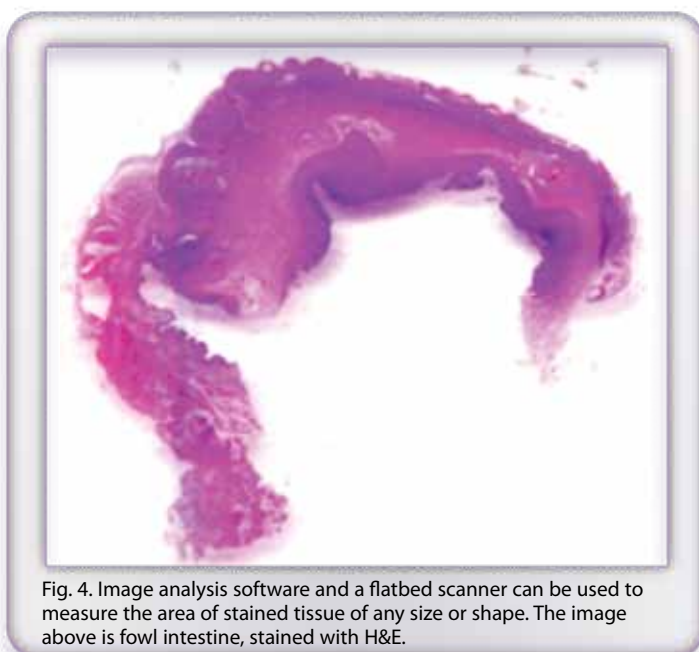 Fig. 4. Image analysis software and a flatbed scanner can be used to
measure the area of stained tissue of any size or shape. The image
above is fowl intestine, stained with H&E.